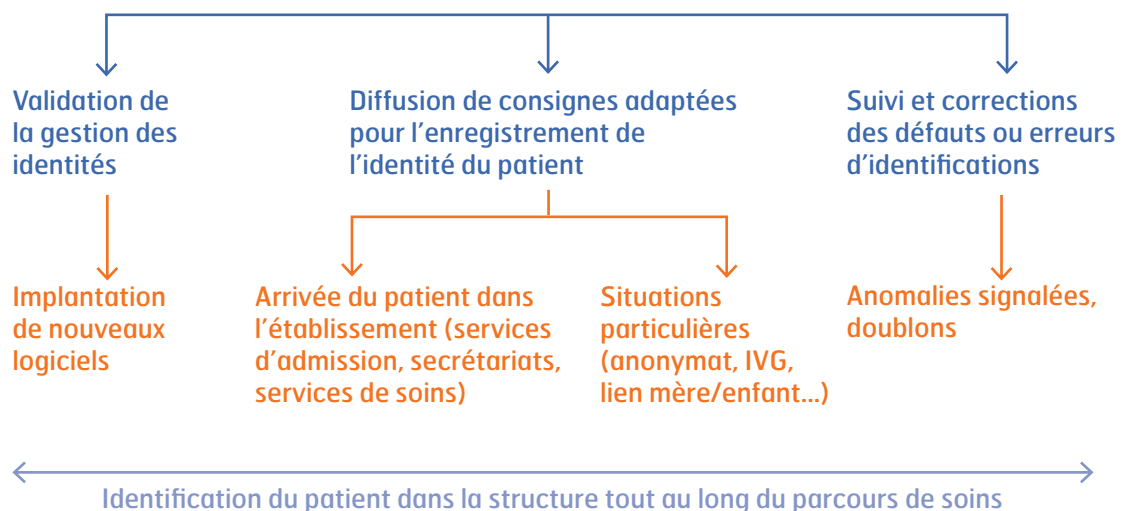 Validation de
la gestion des
identités
Diffusion de consignes adaptées
pour l'enregistrement de
l'identité du patient
Suivi et corrections
des défauts ou erreurs
d'identifications
Implantation
de nouveaux
logiciels
Arrivée du patient dans
l'établissement (services
d'admission, secrétariats,
services de soins)
Situations
particulières
(anonymat, IVG,
lien mère/enfant...)
Anomalies signalées,
doublons
Identification du patient dans la structure tout au long du parcours de soins